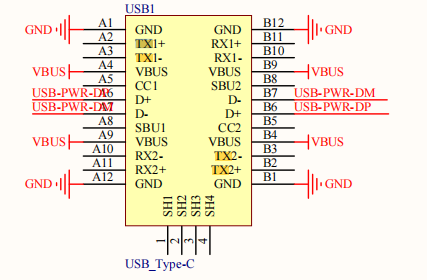 USB1
A1 GND B12 GND
GND A2 TX1+ RX1+ B11 GND
A3 TX1- RX1- B10
VBUS A4 VBUS VBUS B9 VBUS
A5 CC1 SBU2 B8
USB-PWR-DP A6 D+ D- B7 USB-PWR-DM
USB-PWR-DM A7 D- D+ B6 USB-PWR-DP
A8 SBU1 CC2 B5
VBUS A9 VBUS VBUS B4 VBUS
A10 RX2- TX2- B3
A11 RX2+ TX2+ B2
GND A12 GND GND B1 GND
SH1 SH2 SH3 SH4
1 2 3 4
USB_Type-C